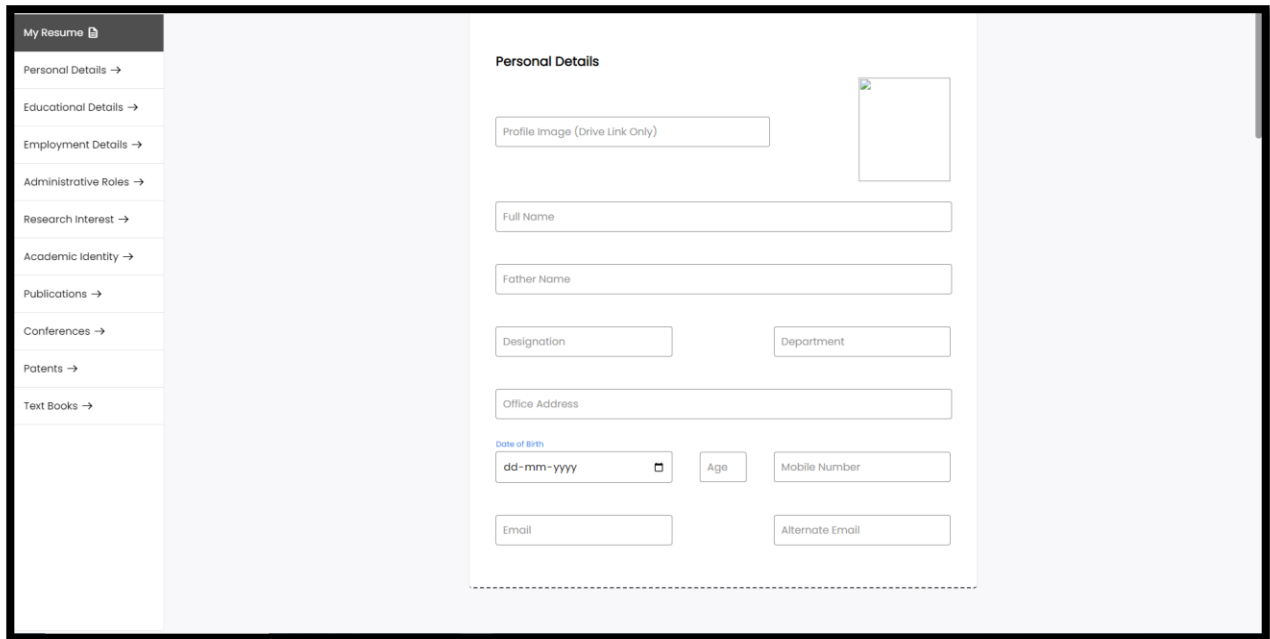 My Resume
Personal Details →
Educational Details →
Employment Details →
Administrative Roles →
Research Interest →
Academic Identity →
Publications →
Conferences →
Patents →
Text Books →
Personal Details
Profile Image (Drive Link Only)
Full Name
Father Name
Designation
Department
Office Address
Date of Birth
dd-mm-yyyy
Age
Mobile Number
Email
Alternate Email